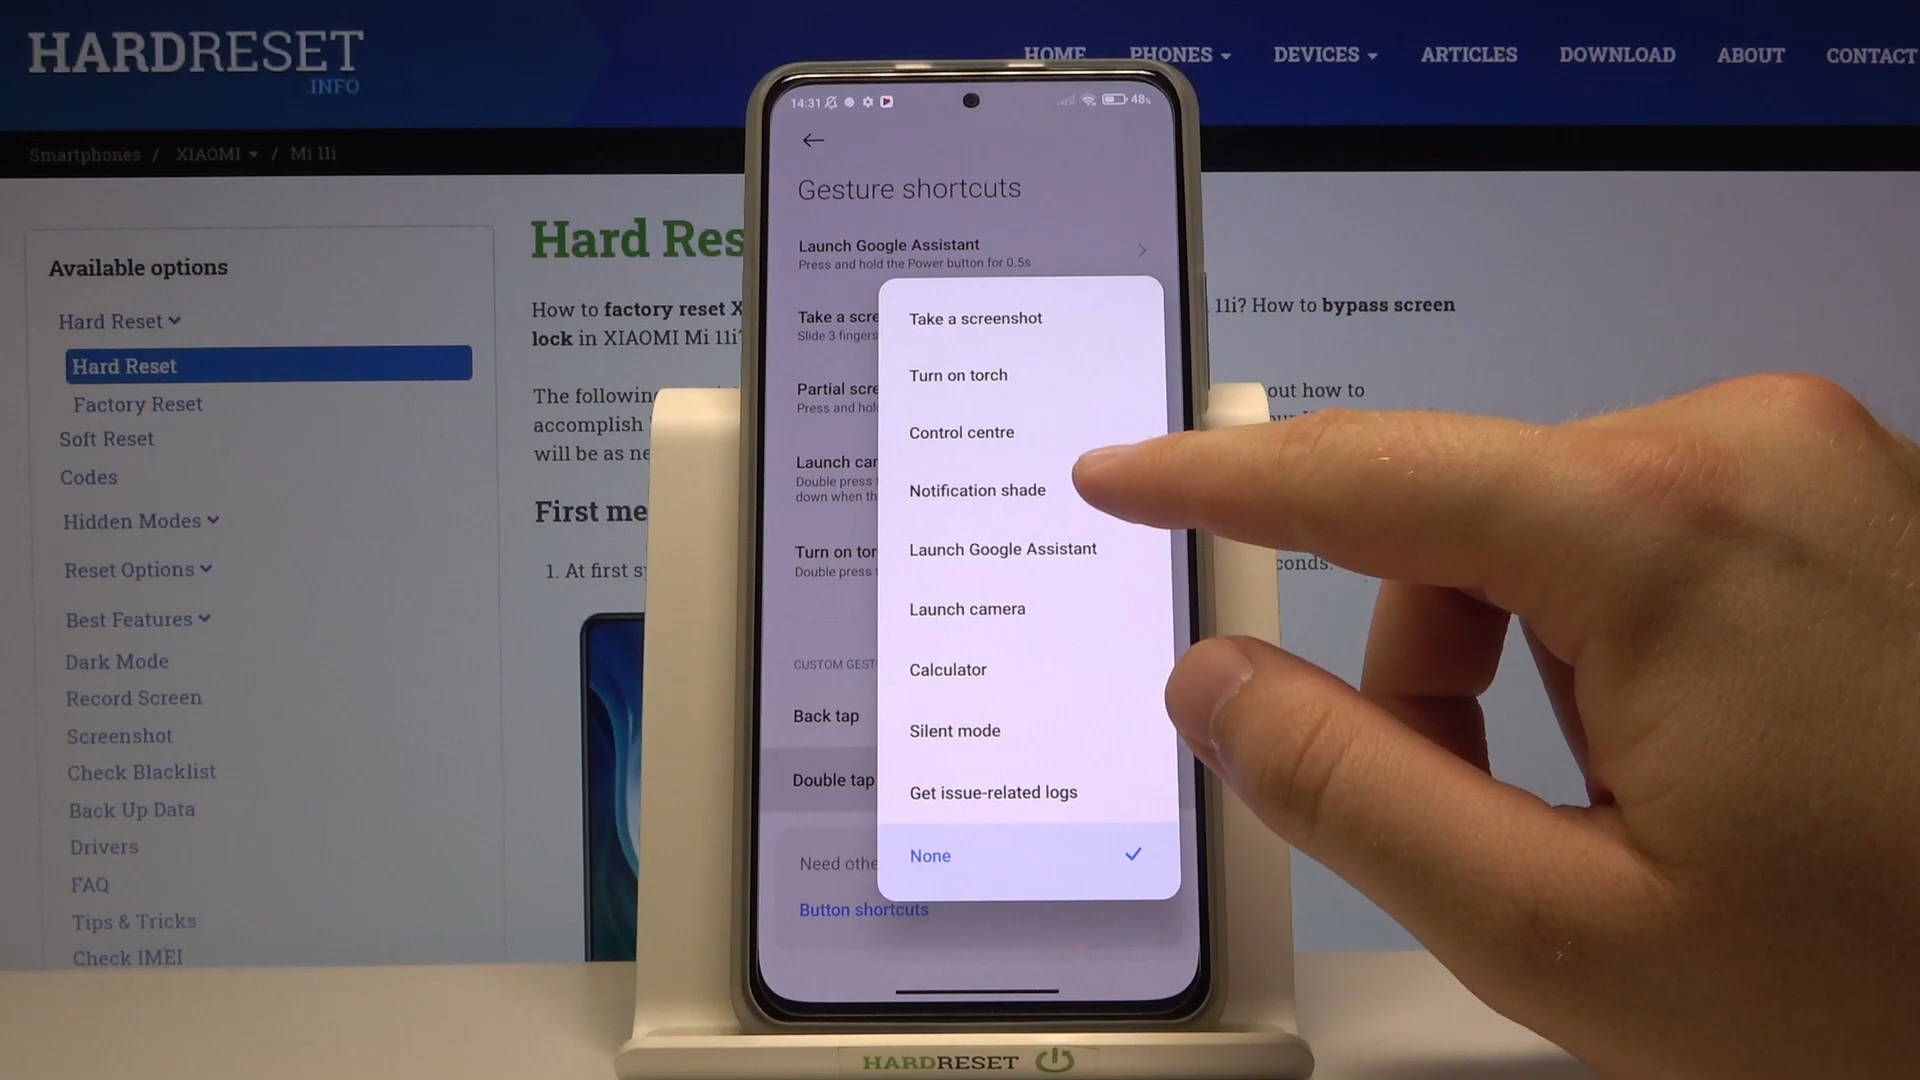 HARDRESET
.INFO
HOME
PHONES
DEVICES
ARTICLES
DOWNLOAD
ABOUT
CONTACT
Smartphones / XIAOMI / Mi 11i
Available options
Hard Reset
Hard Reset
Factory Reset
Soft Reset
Codes
Hidden Modes
Reset Options
Best Features
Dark Mode
Record Screen
Screenshot
Check Blacklist
Back Up Data
Drivers
FAQ
Tips & Tricks
Check IMEI
Hard Res
How to factory reset X
11i? How to bypass screen
lock in XIAOMI Mi 11i?
The following
out how to
accomplish
will be as ne
First me
1. At first s
conds.
14:31
48%
Gesture shortcuts
Launch Google Assistant
Press and hold the Power button for 0.5s
Take a scre
Slide 3 fingers
Partial scre
Press and hol
Launch car
Double press
down when th
Turn on tor
Double press
CUSTOM GEST
Back tap
Double tap
Need othe
Button shortcuts
Take a screenshot
Turn on torch
Control centre
Notification shade
Launch Google Assistant
Launch camera
Calculator
Silent mode
Get issue-related logs
None
HARDRESET